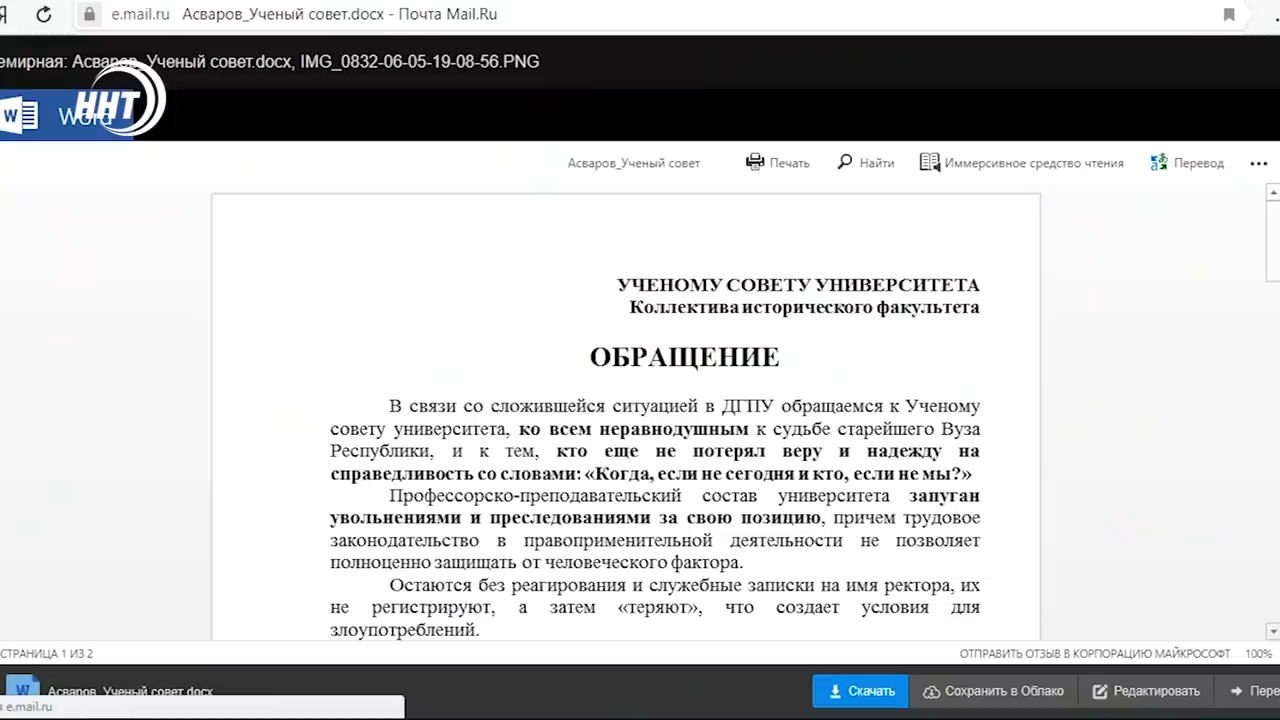 e.mail.ru Асваров_Ученый совет.docx - Почта Mail.Ru
емирная: Асваров_Ученый совет.docx, IMG_0832-06-05-19-08-56.PNG
ННТ
W Word
Асваров_Ученый совет Печать Найти Иммерсивное средство чтения Перевод
УЧЕНОМУ СОВЕТУ УНИВЕРСИТЕТА
Коллектива исторического факультета
ОБРАЩЕНИЕ
В связи со сложившейся ситуацией в ДГПУ обращаемся к Ученому
совету университета, ко всем неравнодушным к судьбе старейшего Вуза
Республики, и к тем, кто еще не потерял веру и надежду на
справедливость со словами: «Когда, если не сегодня и кто, если не мы?»
Профессорско-преподавательский состав университета запуган
увольнениями и преследованиями за свою позицию, причем трудовое
законодательство в правоприменительной деятельности не позволяет
полноценно защищать от человеческого фактора.
Остаются без реагирования и служебные записки на имя ректора, их
не регистрируют, а затем «теряют», что создает условия для
злоупотреблений.
СТРАНИЦА 1 ИЗ 2 ОТПРАВИТЬ ОТЗЫВ В КОРПОРАЦИЮ МАЙКРОСОФТ 100%
W Асваров_Ученый совет.docx Скачать Сохранить в Облако Редактировать Пере
я e.mail.ru